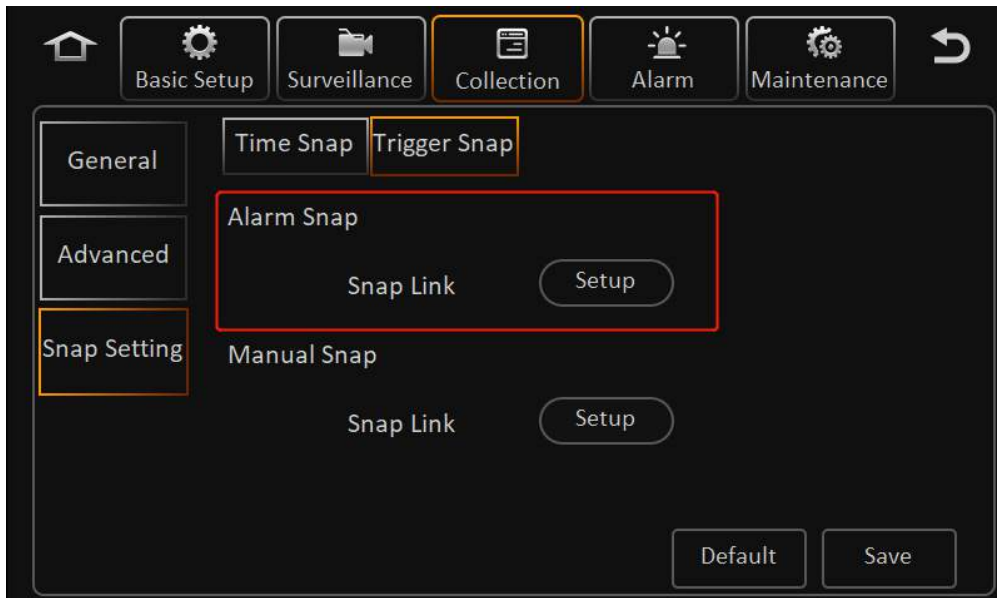 Basic Setup
Surveillance
Collection
Alarm
Maintenance
General
Time Snap
Trigger Snap
Alarm Snap
Advanced
Snap Link
Setup
Snap Setting
Manual Snap
Snap Link
Setup
Default
Save